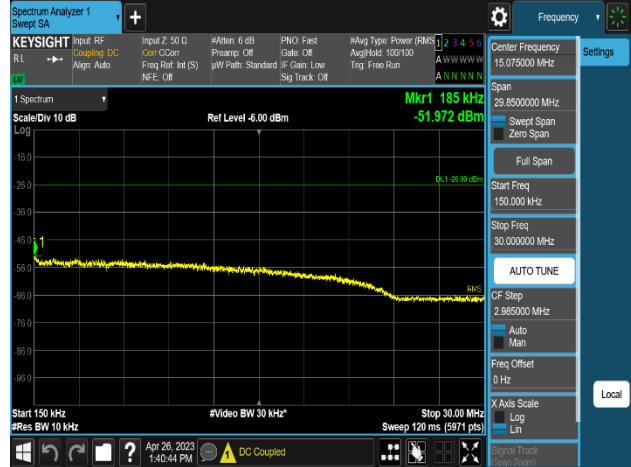 Spectrum Analyzer 1
Swept SA
Frequency
KEYSIGHT
Input: RF
Coupling: DC
Align: Auto
R L
LXI
Input Z: 50 Ω
Corr CCorr
Freq Ref: Int (S)
NFE: Off
#Atten: 6 dB
Preamp: Off
µW Path: Standard
PNO: Fast
Gate: Off
IF Gain: Low
Sig Track: Off
#Avg Type: Power (RMS
Avg|Hold: 100/100
Trig: Free Run
1 2 3 4 5 6
A W W W W W
A N N N N N
1 Spectrum
Scale/Div 10 dB
Log
Ref Level -6.00 dBm
Mkr1 185 kHz
-51.972 dBm
-16.0
-26.0
-36.0
-46.0
-56.0
-66.0
-76.0
-86.0
-96.0
DL1 -26.00 dBm
1
RMS
Start 150 kHz
#Res BW 10 kHz
#Video BW 30 kHz*
Stop 30.00 MHz
Sweep 120 ms (5971 pts)
Apr 26, 2023
1:40:44 PM
DC Coupled
Center Frequency
15.075000 MHz
Settings
Span
29.8500000 MHz
Swept Span
Zero Span
Full Span
Start Freq
150.000 kHz
Stop Freq
30.000000 MHz
AUTO TUNE
CF Step
2.985000 MHz
Auto
Man
Freq Offset
0 Hz
X Axis Scale
Log
Lin
Local
Signal Track
(Span Zoom)